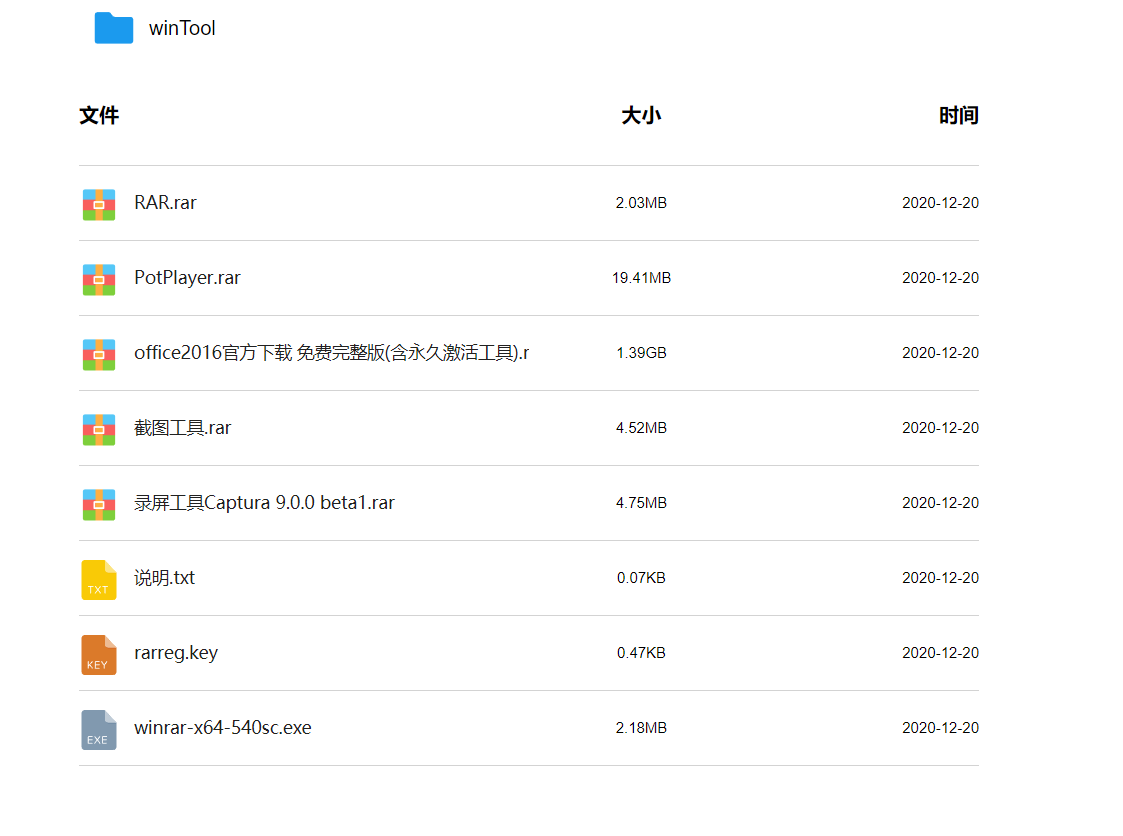 winTool
文件 大小 时间
RAR.rar 2.03MB 2020-12-20
PotPlayer.rar 19.41MB 2020-12-20
office2016官方下载 免费完整版(含永久激活工具).r 1.39GB 2020-12-20
截图工具.rar 4.52MB 2020-12-20
录屏工具Captura 9.0.0 beta1.rar 4.75MB 2020-12-20
TXT 说明.txt 0.07KB 2020-12-20
KEY rarreg.key 0.47KB 2020-12-20
EXE winrar-x64-540sc.exe 2.18MB 2020-12-20